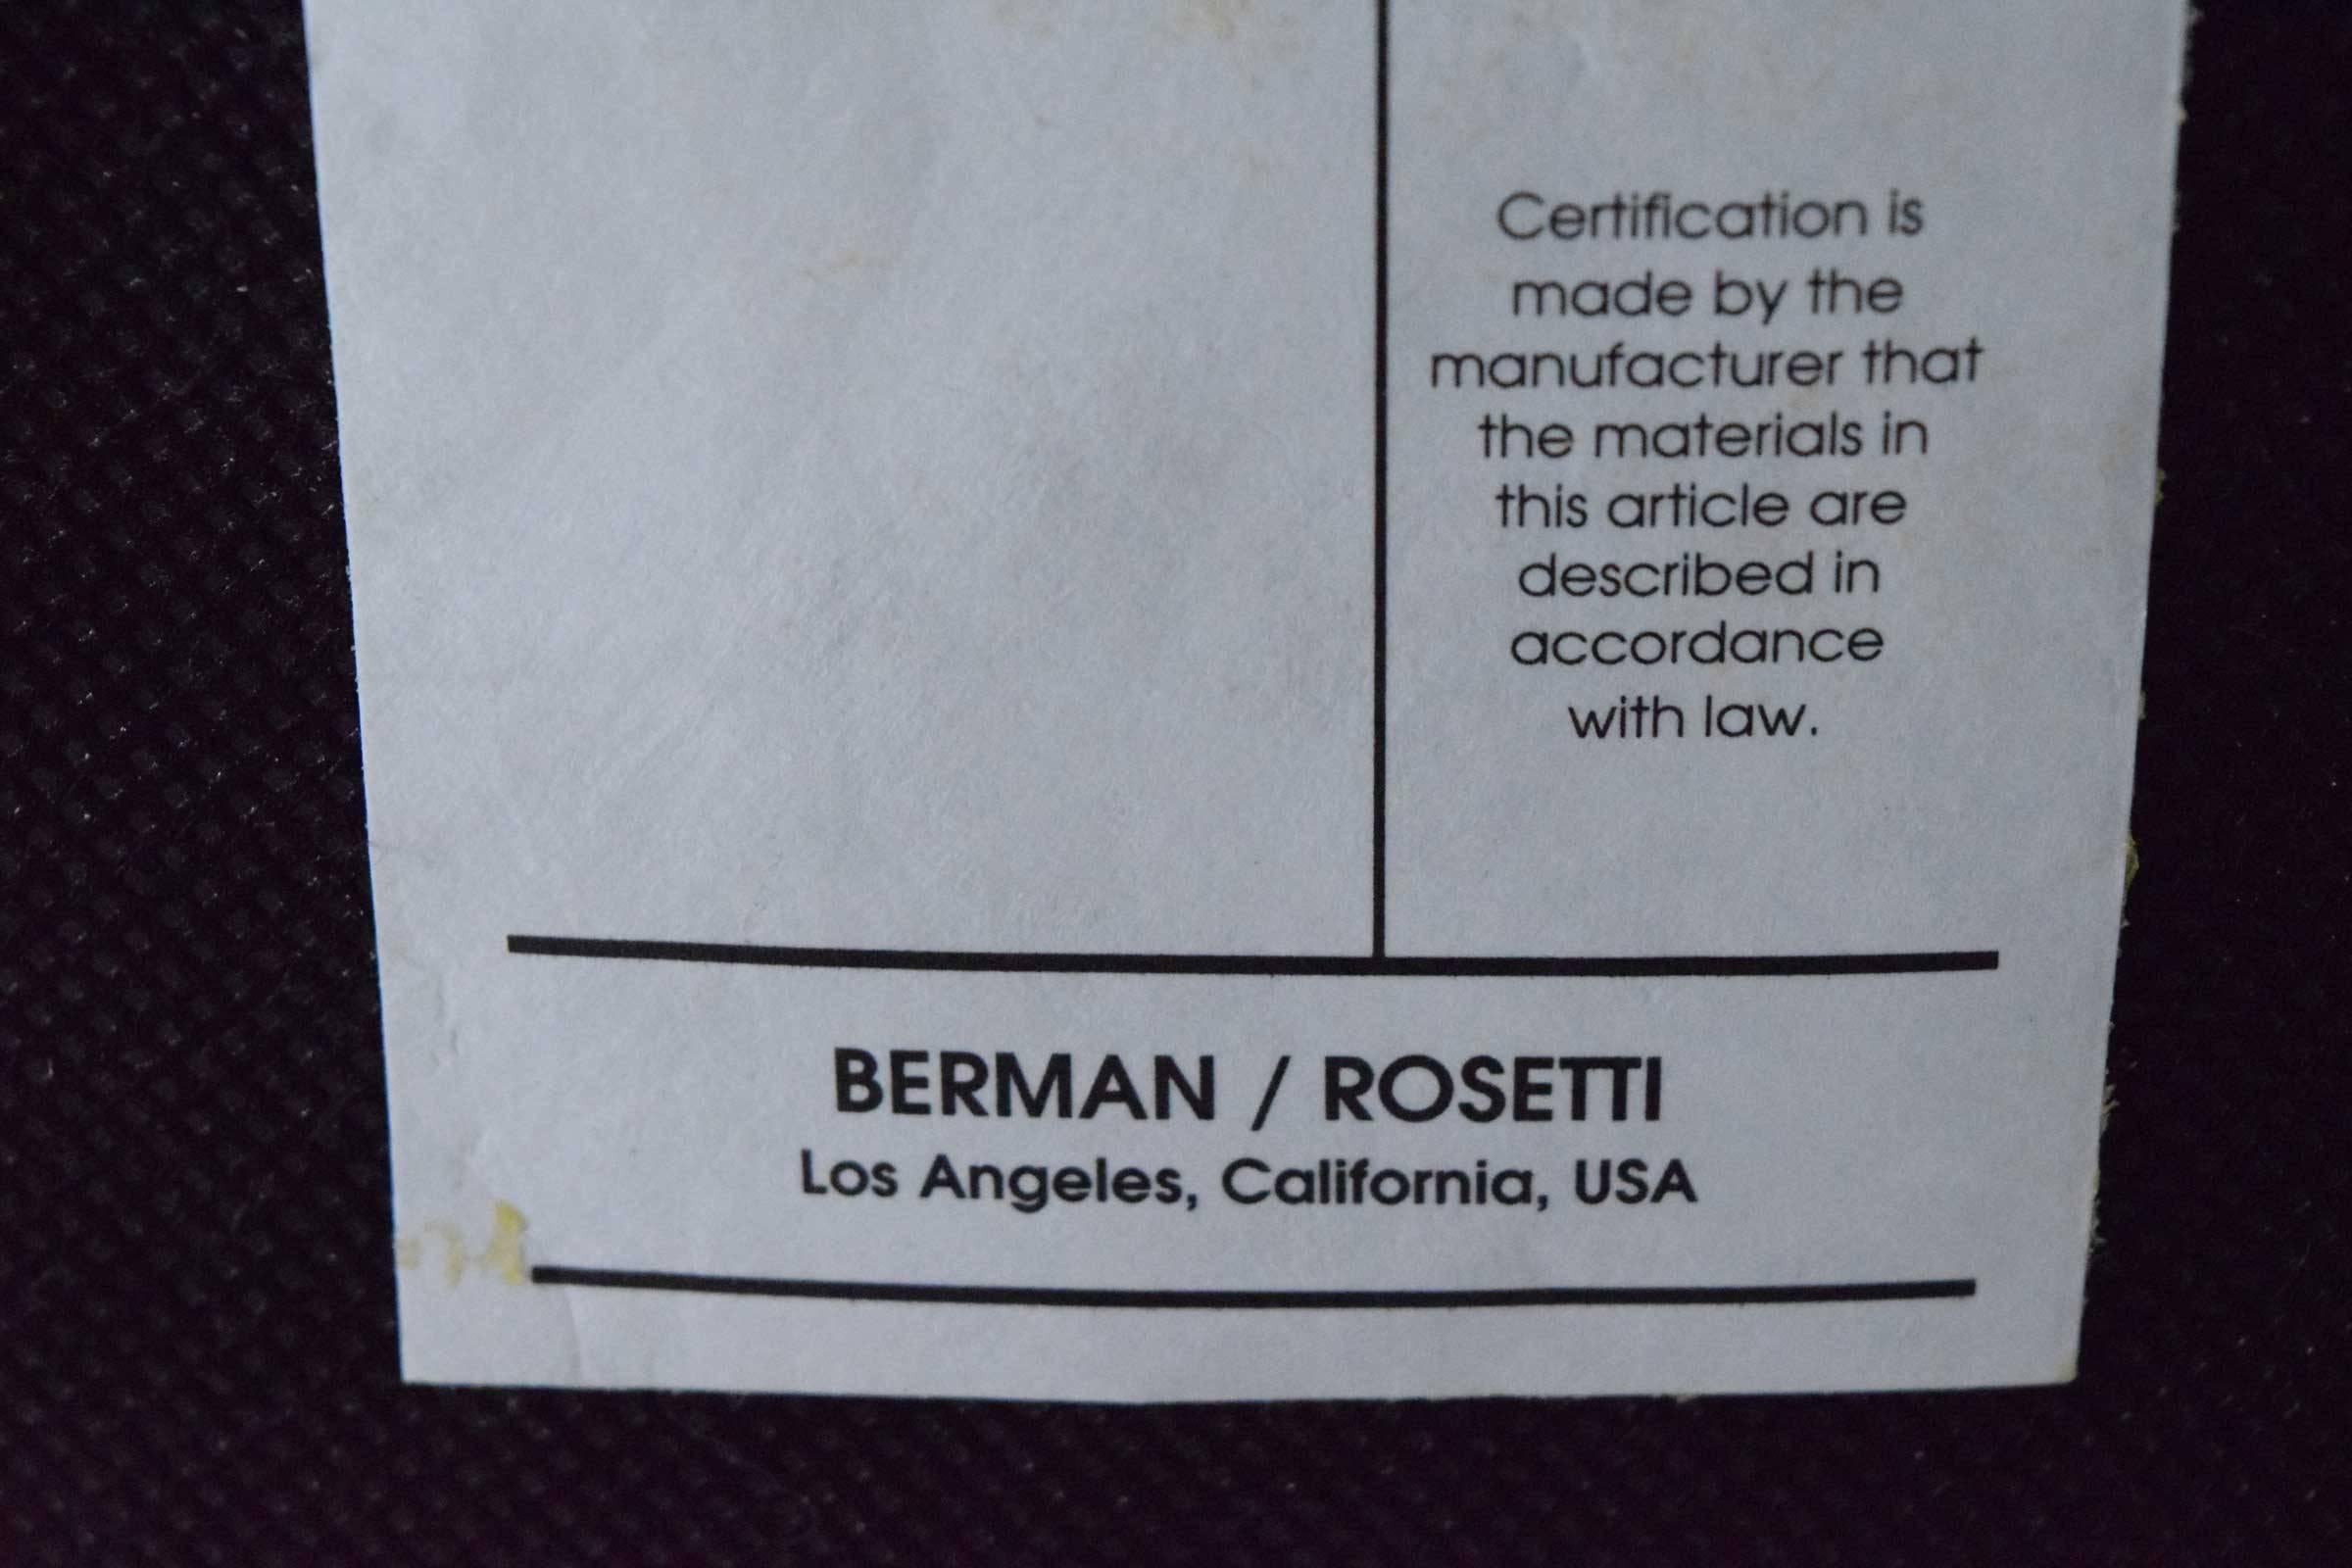 Certification is
made by the
manufacturer that
the materials in
this article are
described in
accordance
with law.
BERMAN / ROSETTI
Los Angeles, California, USA